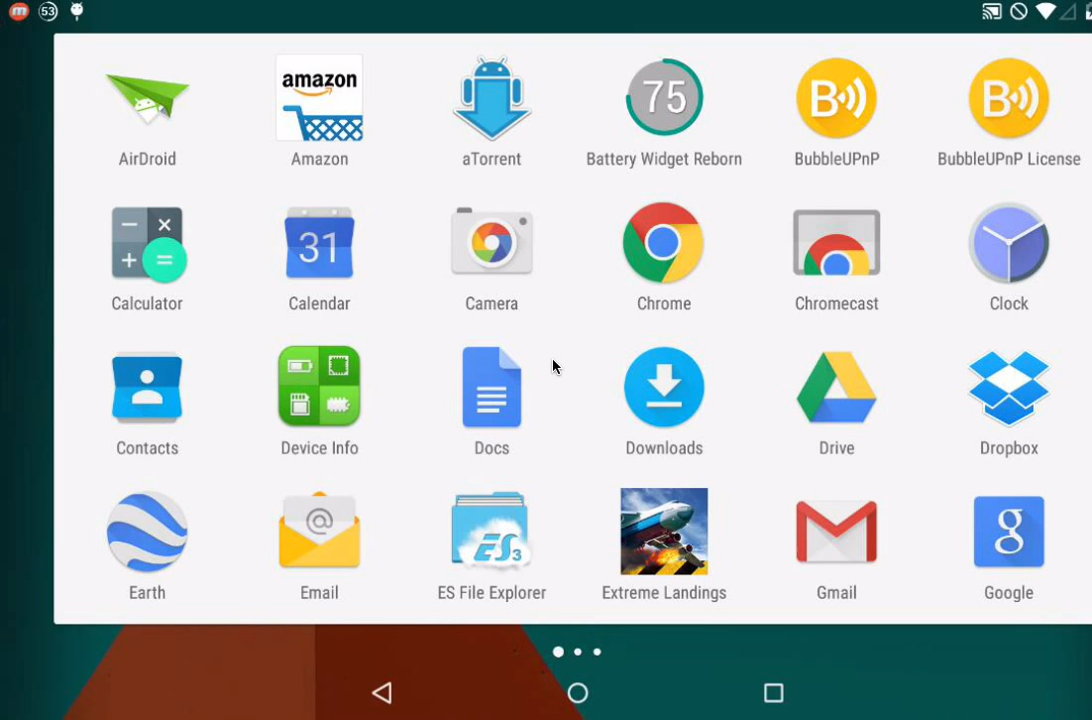 m 53
amazon 75 B B
AirDroid Amazon aTorrent Battery Widget Reborn BubbleUPnP BubbleUPnP License
31
Calculator Calendar Camera Chrome Chromecast Clock
Contacts Device Info Docs Downloads Drive Dropbox
@ ES3 g
Earth Email ES File Explorer Extreme Landings Gmail Google